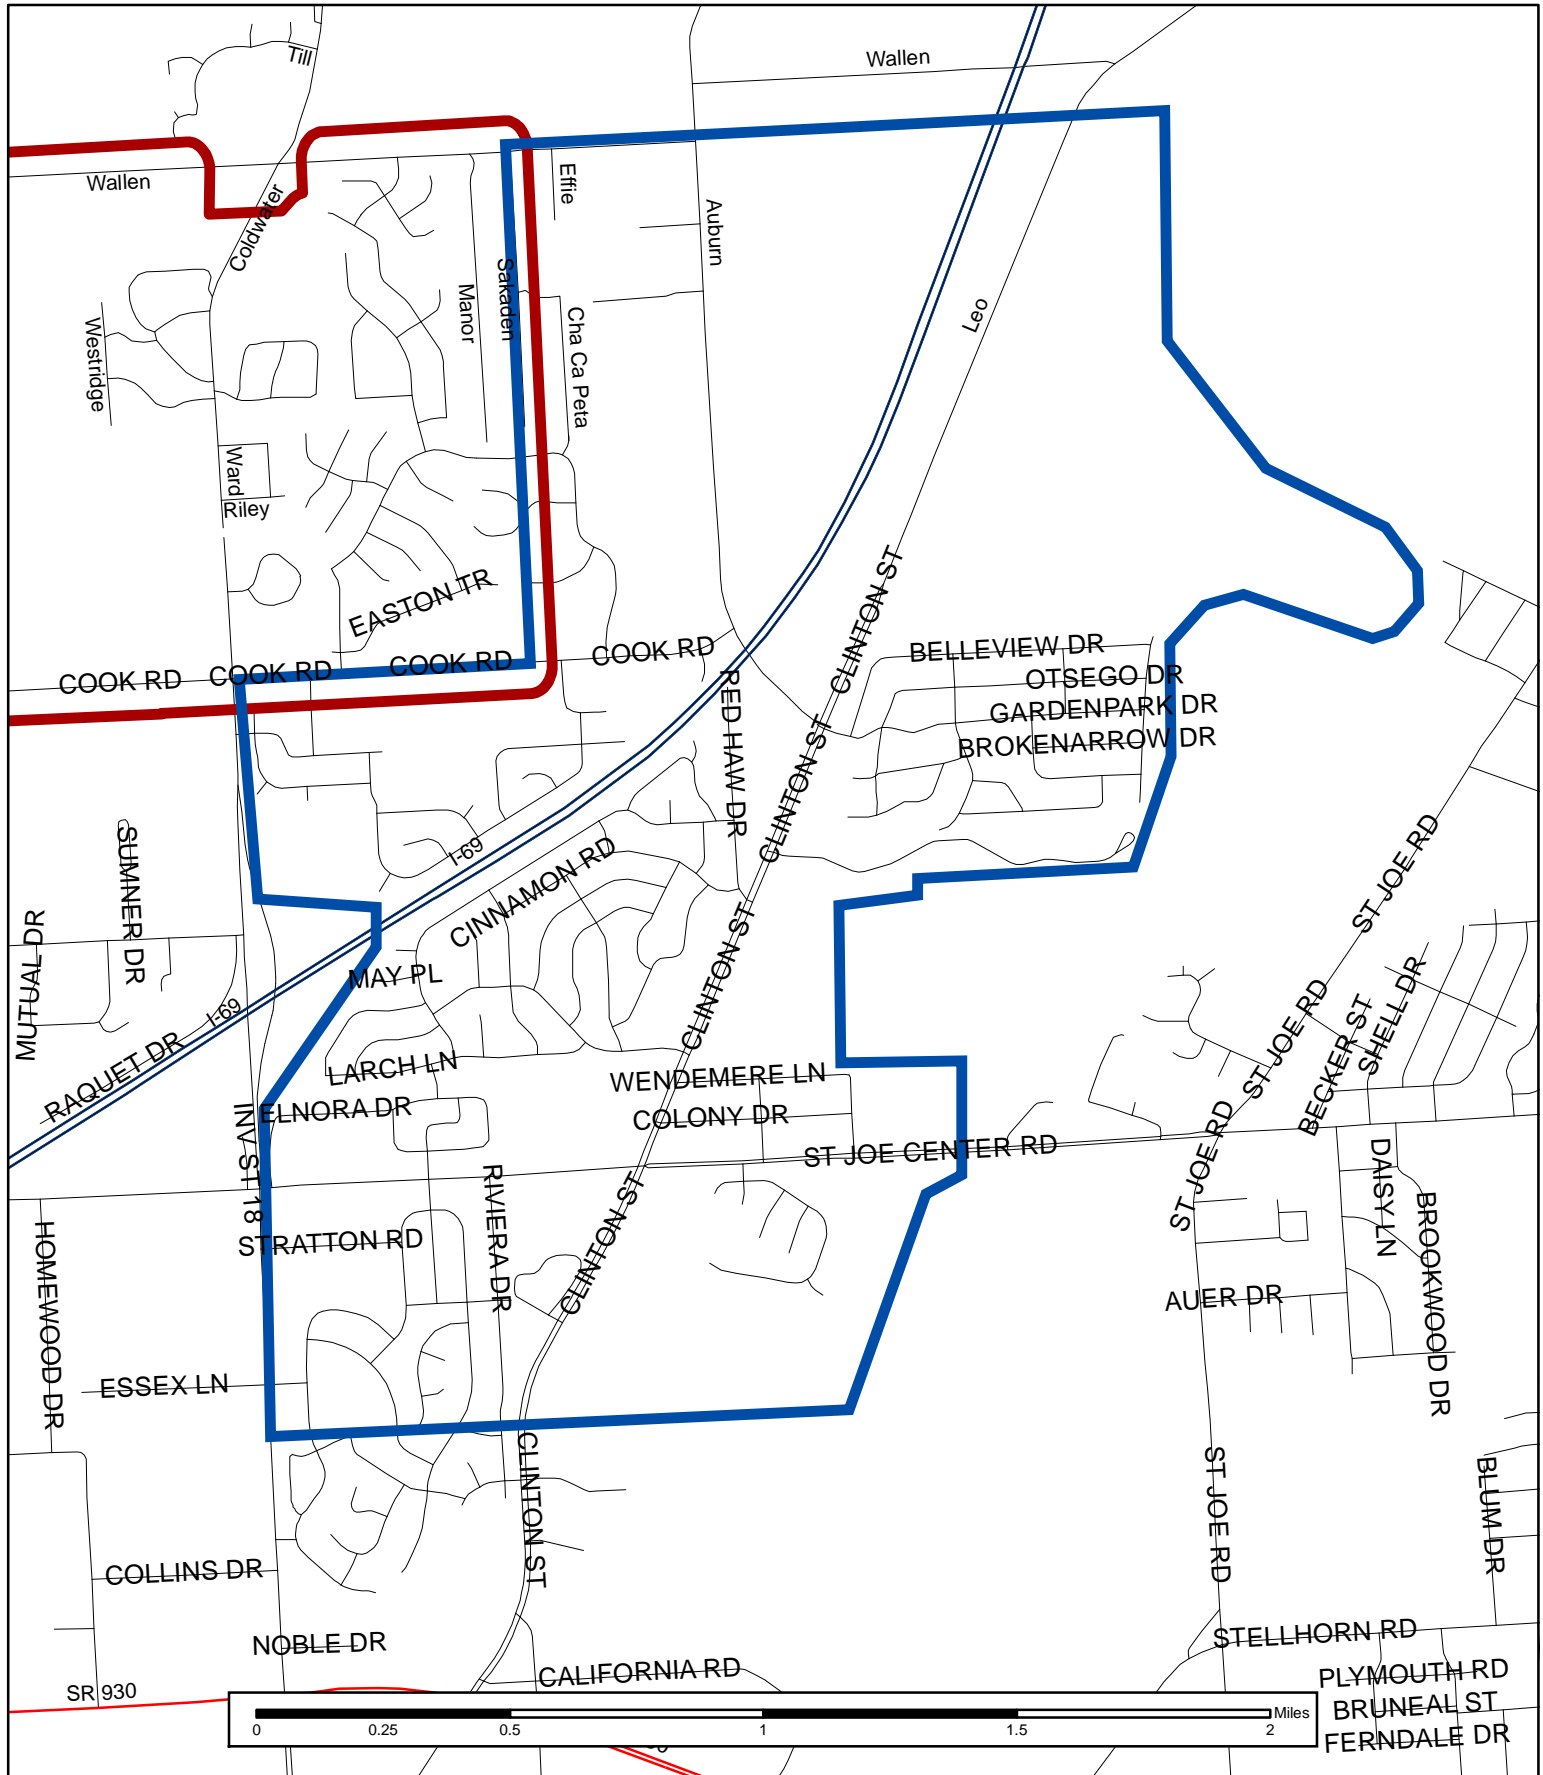 Till
Wallen
Wallen
Effie
Coldwater
Auburn
Sakaden
Manor
Leo
Westridge
Cha Ca Peta
Ward
Riley
EASTON TR
CLINTON ST
COOK RD
COOK RD
COOK RD
COOK RD
BELLEVIEW DR
OTSEGO DR
GARDENPARK DR
BROKENARROW DR
RED HAW DR
CLINTON ST
I-69
CINNAMON RD
SUMNER DR
MUTUAL DR
ST JOE RD
CLINTON ST
MAY PL
I-69
RAQUET DR
LARCH LN
WENDEMERE LN
COLONY DR
ELNORA DR
INV ST 18
ST JOE RD
BECKER ST
SHELL DR
ST JOE CENTER RD
ST JOE RD
DAISY LN
BROOKWOOD DR
RIVIERA DR
CLINTON ST
STRATTON RD
HOMEWOOD DR
AUER DR
ESSEX LN
CLINTON ST
ST JOE RD
BLUM DR
COLLINS DR
NOBLE DR
CALIFORNIA RD
STELLHORN RD
PLYMOUTH RD
BRUNEAL ST
FERNDALE DR
SR 930
Miles
0 0.25 0.5 1 1.5 2